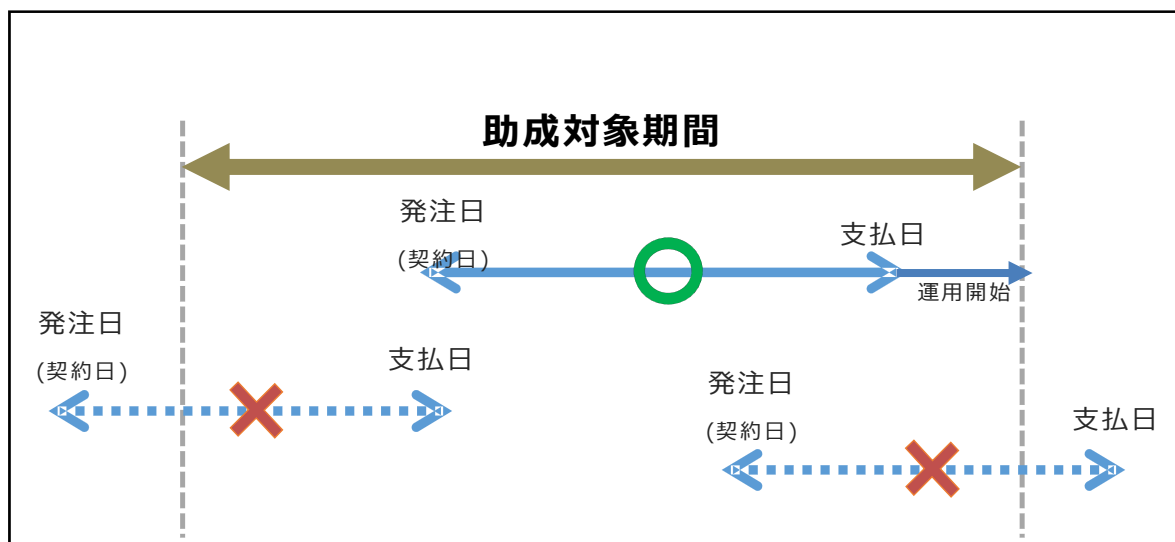 助成対象期間
発注日
(契約日)
支払日
運用開始
発注日
(契約日)
支払日
発注日
(契約日)
支払日